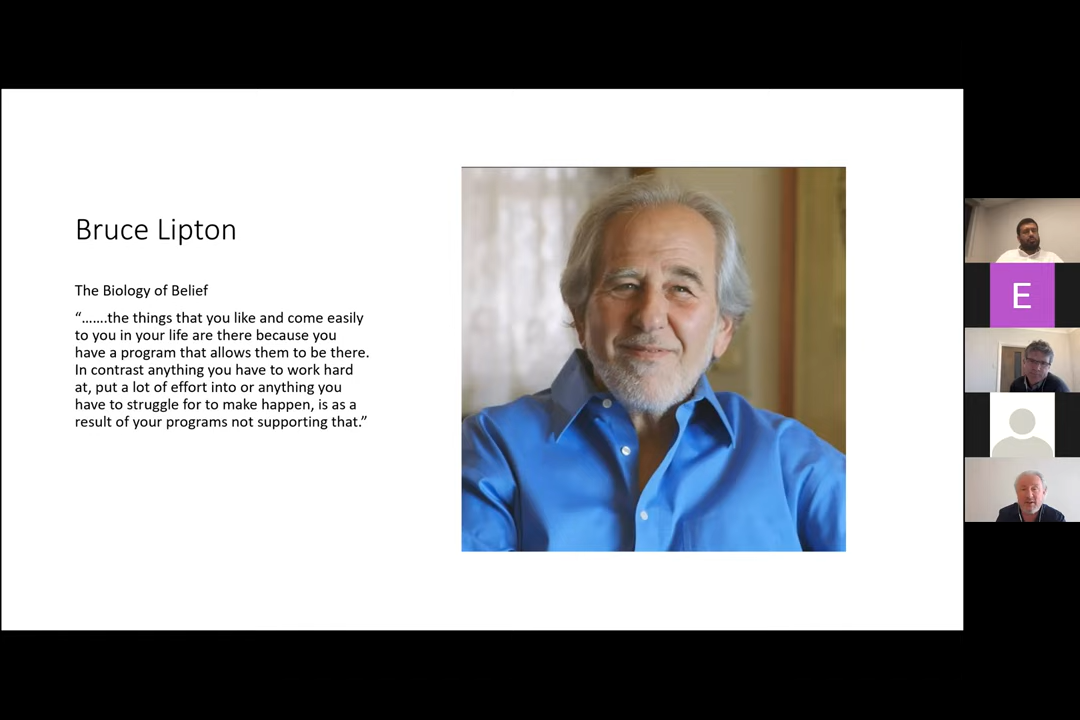 Bruce Lipton
The Biology of Belief
“…….the things that you like and come easily
to you in your life are there because you
have a program that allows them to be there.
In contrast anything you have to work hard
at, put a lot of effort into or anything you
have to struggle for to make happen, is as a
result of your programs not supporting that.”
E